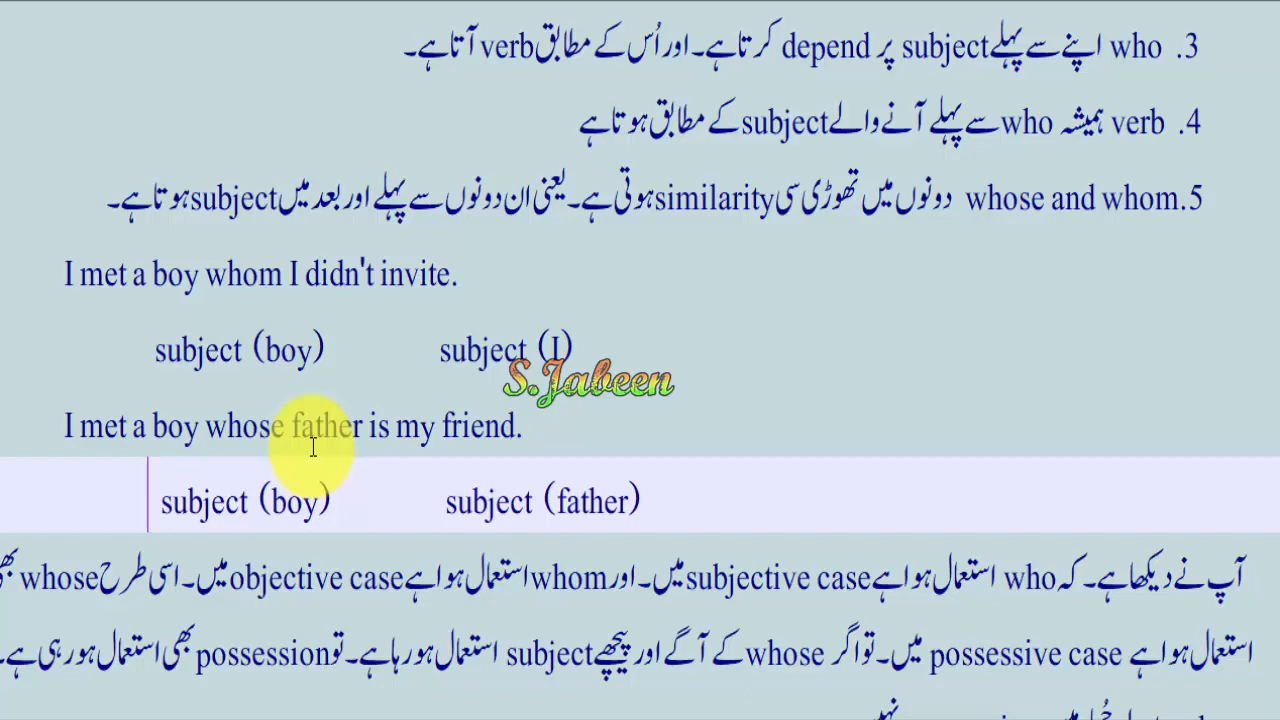 3. who اپنے سے پہلے subject پر depend کرتا ہے۔ اور اُس کے مطابق verb آتا ہے۔
4. verb ہمیشہ who سے پہلے آنے والے subject کے مطابق ہوتا ہے
5. whose and whom دونوں میں تھوڑی سی similarity ہوتی ہے۔ یعنی ان دونوں سے پہلے اور بعد میں subject ہوتا ہے۔
I met a boy whom I didn't invite.
subject (boy) subject (I)
S.Jabeen
I met a boy whose father is my friend.
subject (boy) subject (father)
آپ نے دیکھا ہے۔ کہ who استعمال ہوا ہے subjective case میں۔ اور whom استعمال ہوا ہے objective case میں۔ اسی طرح whose
استعمال ہوا ہے possessive case میں۔ تو اگر whose کے آگے اور پیچھے subject استعمال ہو رہا ہے۔ تو possession بھی استعمال ہو رہی ہے